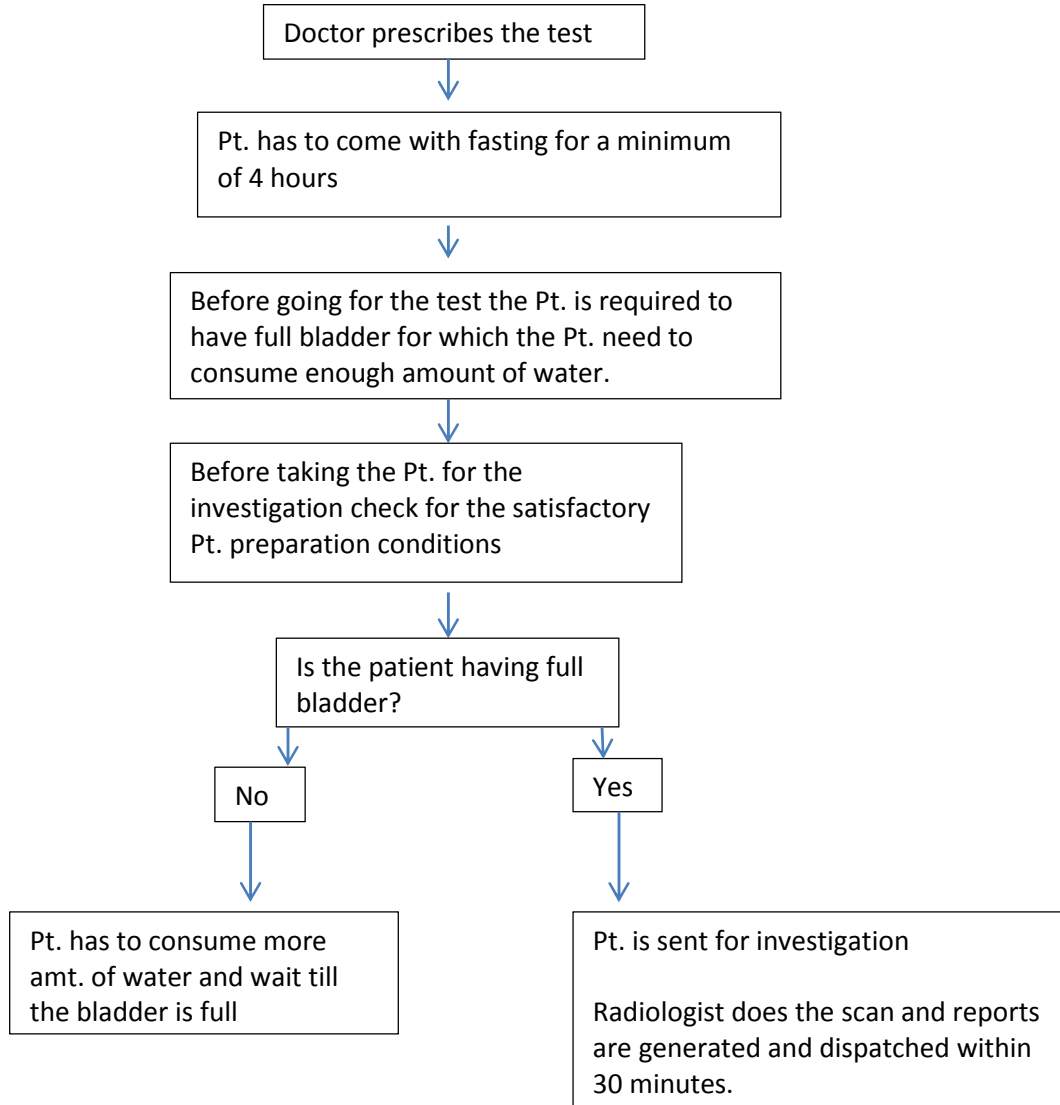 Doctor prescribes the test
Pt. has to come with fasting for a minimum
of 4 hours
Before going for the test the Pt. is required to
have full bladder for which the Pt. need to
consume enough amount of water.
Before taking the Pt. for the
investigation check for the satisfactory
Pt. preparation conditions
Is the patient having full
bladder?
No
Yes
Pt. has to consume more
amt. of water and wait till
the bladder is full
Pt. is sent for investigation
Radiologist does the scan and reports
are generated and dispatched within
30 minutes.